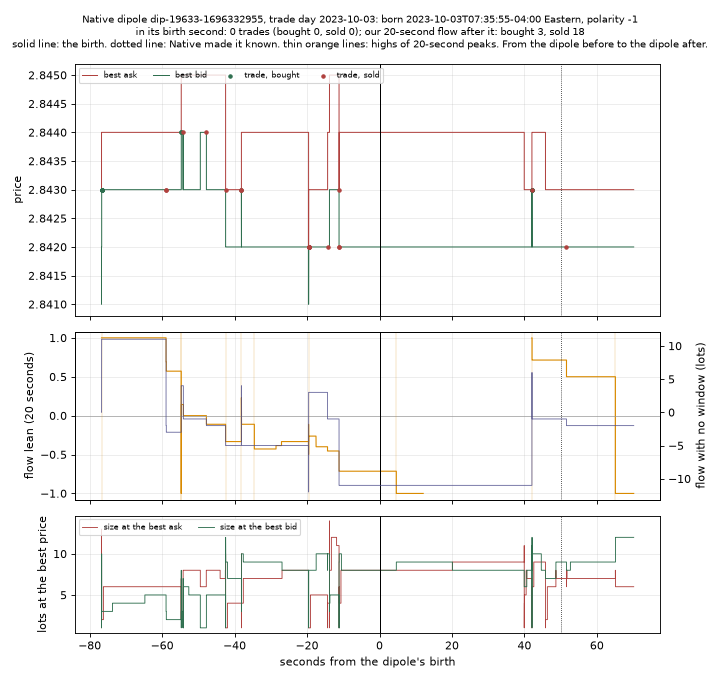 Native dipole dip-19633-1696332955, trade day 2023-10-03: born 2023-10-03T07:35:55-04:00 Eastern, polarity -1
in its birth second: 0 trades (bought 0, sold 0); our 20-second flow after it: bought 3, sold 18
solid line: the birth. dotted line: Native made it known. thin orange lines: highs of 20-second peaks. From the dipole before to the dipole after.
best ask
best bid
trade, bought
trade, sold
2.8450
2.8445
2.8440
2.8435
2.8430
2.8425
2.8420
2.8415
2.8410
price
1.0
0.5
0.0
−0.5
−1.0
flow lean (20 seconds)
10
5
0
−5
−10
flow with no window (lots)
size at the best ask
size at the best bid
10
5
lots at the best price
−80
−60
−40
−20
0
20
40
60
seconds from the dipole's birth